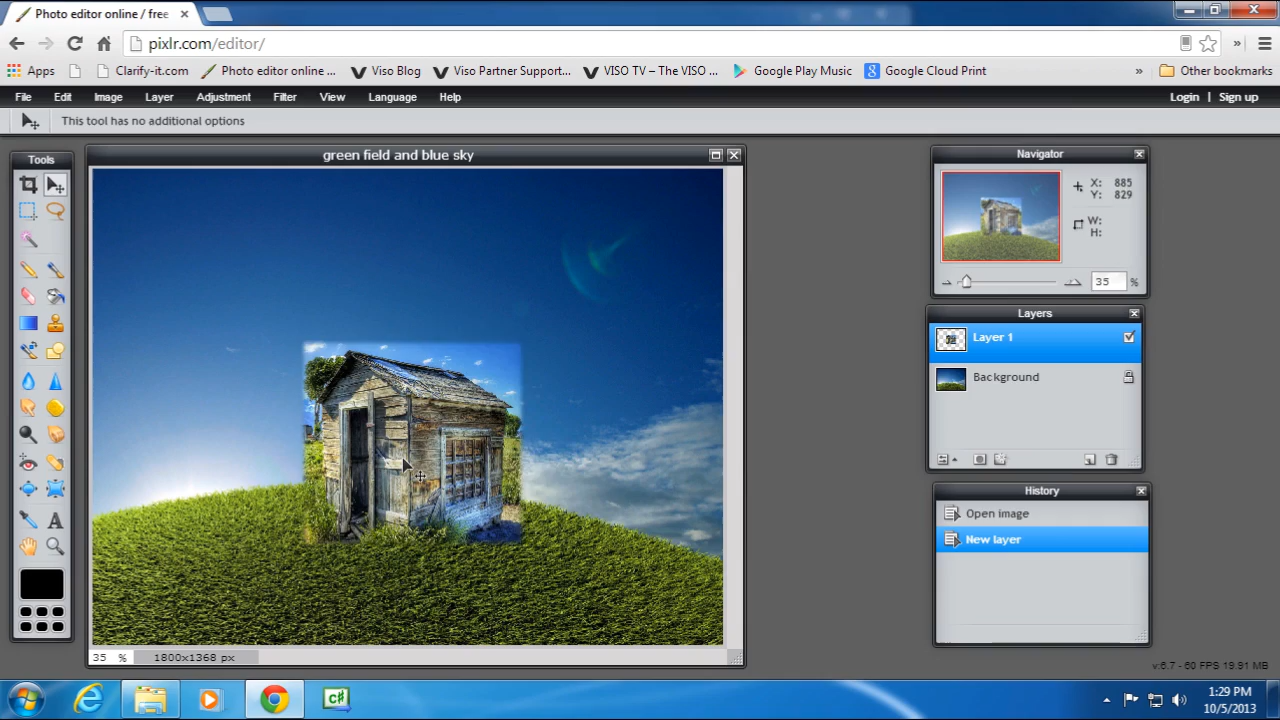 Photo editor online / free
pixlr.com/editor/
Apps
Clarify-it.com
Photo editor online ...
Viso Blog
Viso Partner Support...
VISO TV – The VISO ...
Google Play Music
Google Cloud Print
»
Other bookmarks
File Edit Image Layer Adjustment Filter View Language Help
Login | Sign up
This tool has no additional options
Tools
green field and blue sky
35 % 1800x1368 px
Navigator
X: 885
Y: 829
W:
H:
35 %
Layers
Layer 1
Background
History
Open image
New layer
v:6.7 - 60 FPS 19.91 MB
1:29 PM
10/5/2013